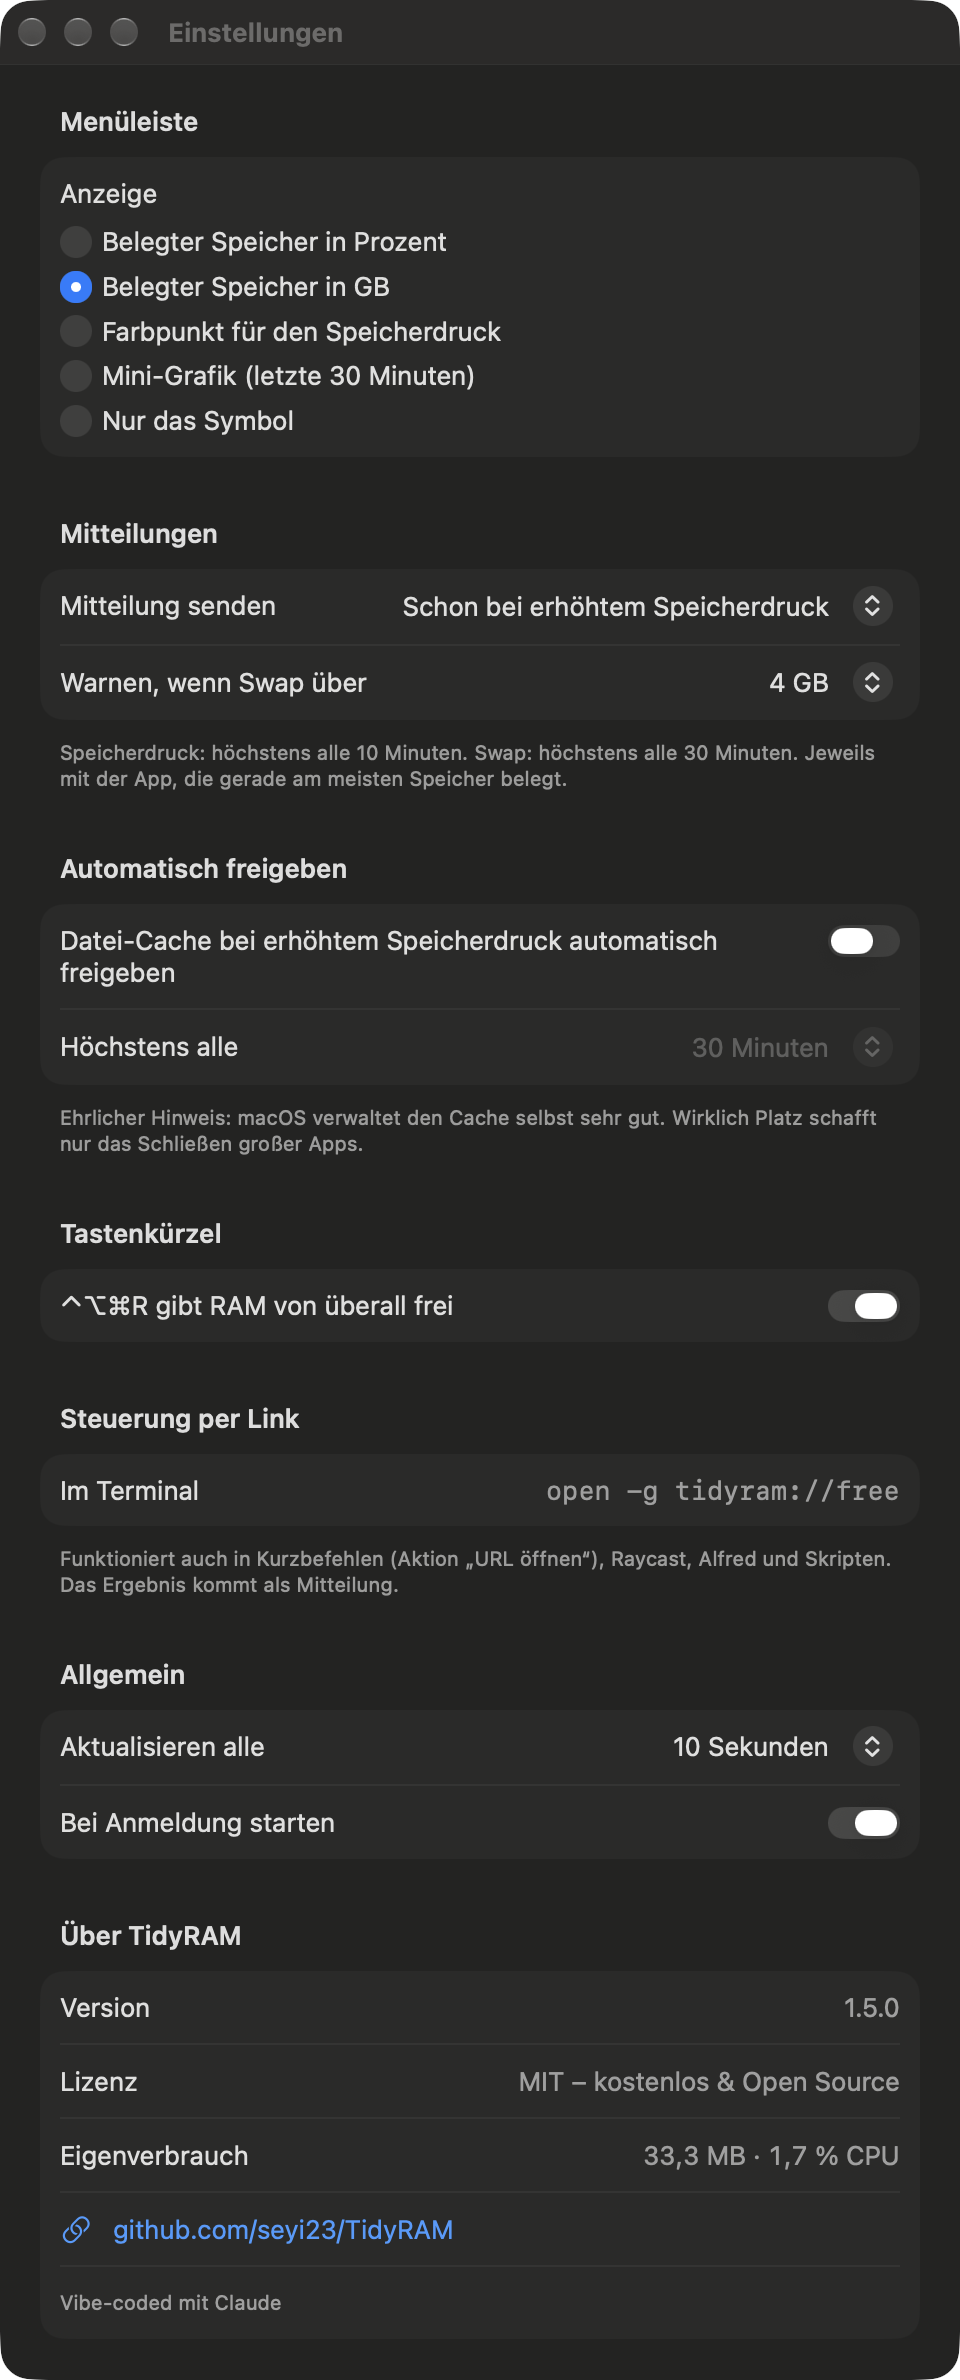 Einstellungen
Menüleiste
Anzeige
Belegter Speicher in Prozent
Belegter Speicher in GB
Farbpunkt für den Speicherdruck
Mini-Grafik (letzte 30 Minuten)
Nur das Symbol
Mitteilungen
Mitteilung senden Schon bei erhöhtem Speicherdruck
Warnen, wenn Swap über 4 GB
Speicherdruck: höchstens alle 10 Minuten. Swap: höchstens alle 30 Minuten. Jeweils
mit der App, die gerade am meisten Speicher belegt.
Automatisch freigeben
Datei-Cache bei erhöhtem Speicherdruck automatisch
freigeben
Höchstens alle 30 Minuten
Ehrlicher Hinweis: macOS verwaltet den Cache selbst sehr gut. Wirklich Platz schafft
nur das Schließen großer Apps.
Tastenkürzel
⌃⌥⌘R gibt RAM von überall frei
Steuerung per Link
Im Terminal open -g tidyram://free
Funktioniert auch in Kurzbefehlen (Aktion „URL öffnen“), Raycast, Alfred und Skripten.
Das Ergebnis kommt als Mitteilung.
Allgemein
Aktualisieren alle 10 Sekunden
Bei Anmeldung starten
Über TidyRAM
Version 1.5.0
Lizenz MIT – kostenlos & Open Source
Eigenverbrauch 33,3 MB · 1,7 % CPU
github.com/seyi23/TidyRAM
Vibe-coded mit Claude